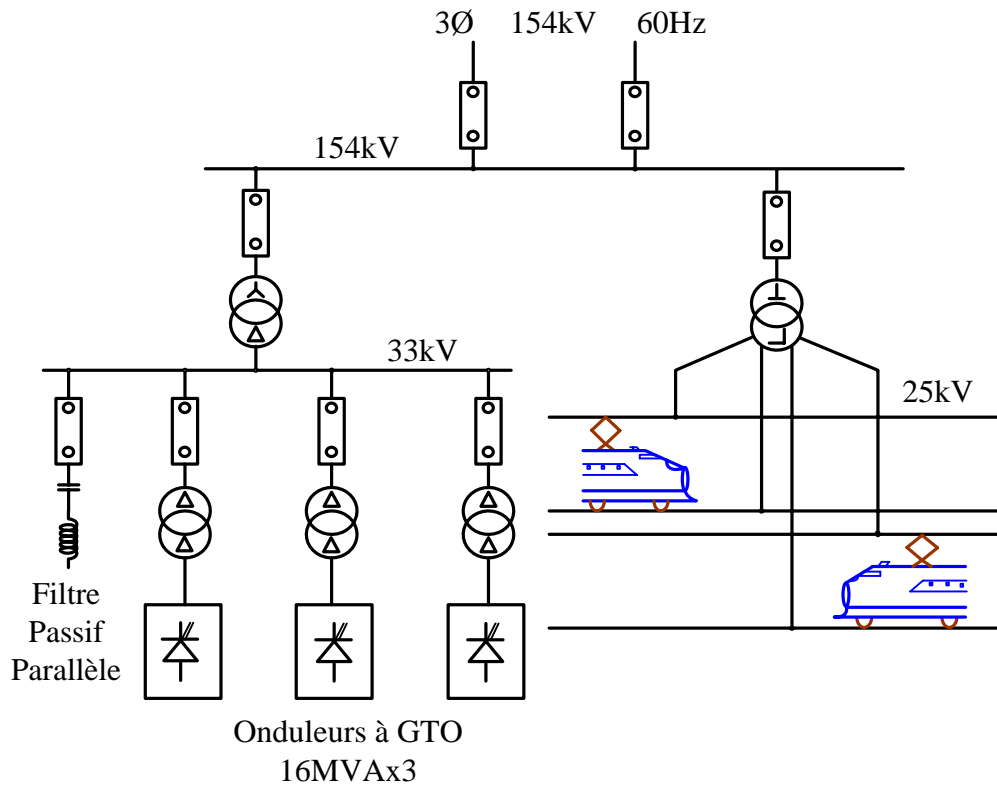 3Ø 154kV 60Hz
154kV
33kV
25kV
Filtre
Passif
Parallèle
Onduleurs à GTO
16MVAx3